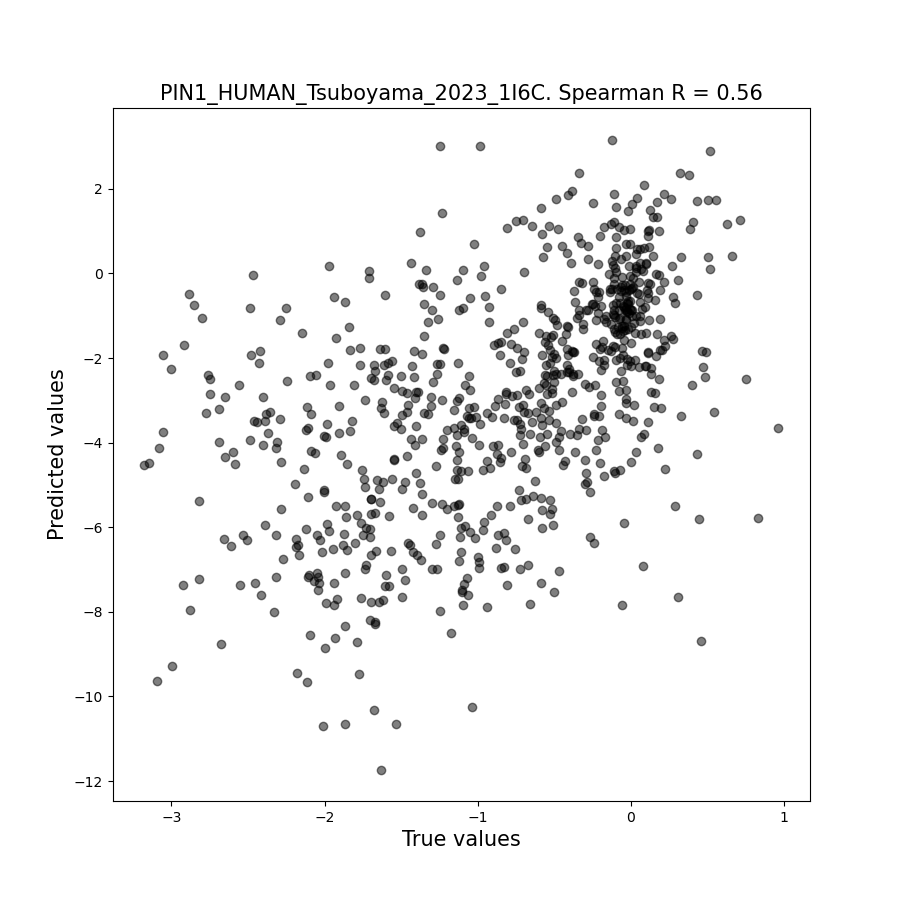 PIN1_HUMAN_Tsuboyama_2023_1I6C. Spearman R = 0.56
2
0
−2
−4
−6
−8
−10
−12
Predicted values
−3 −2 −1 0 1
True values